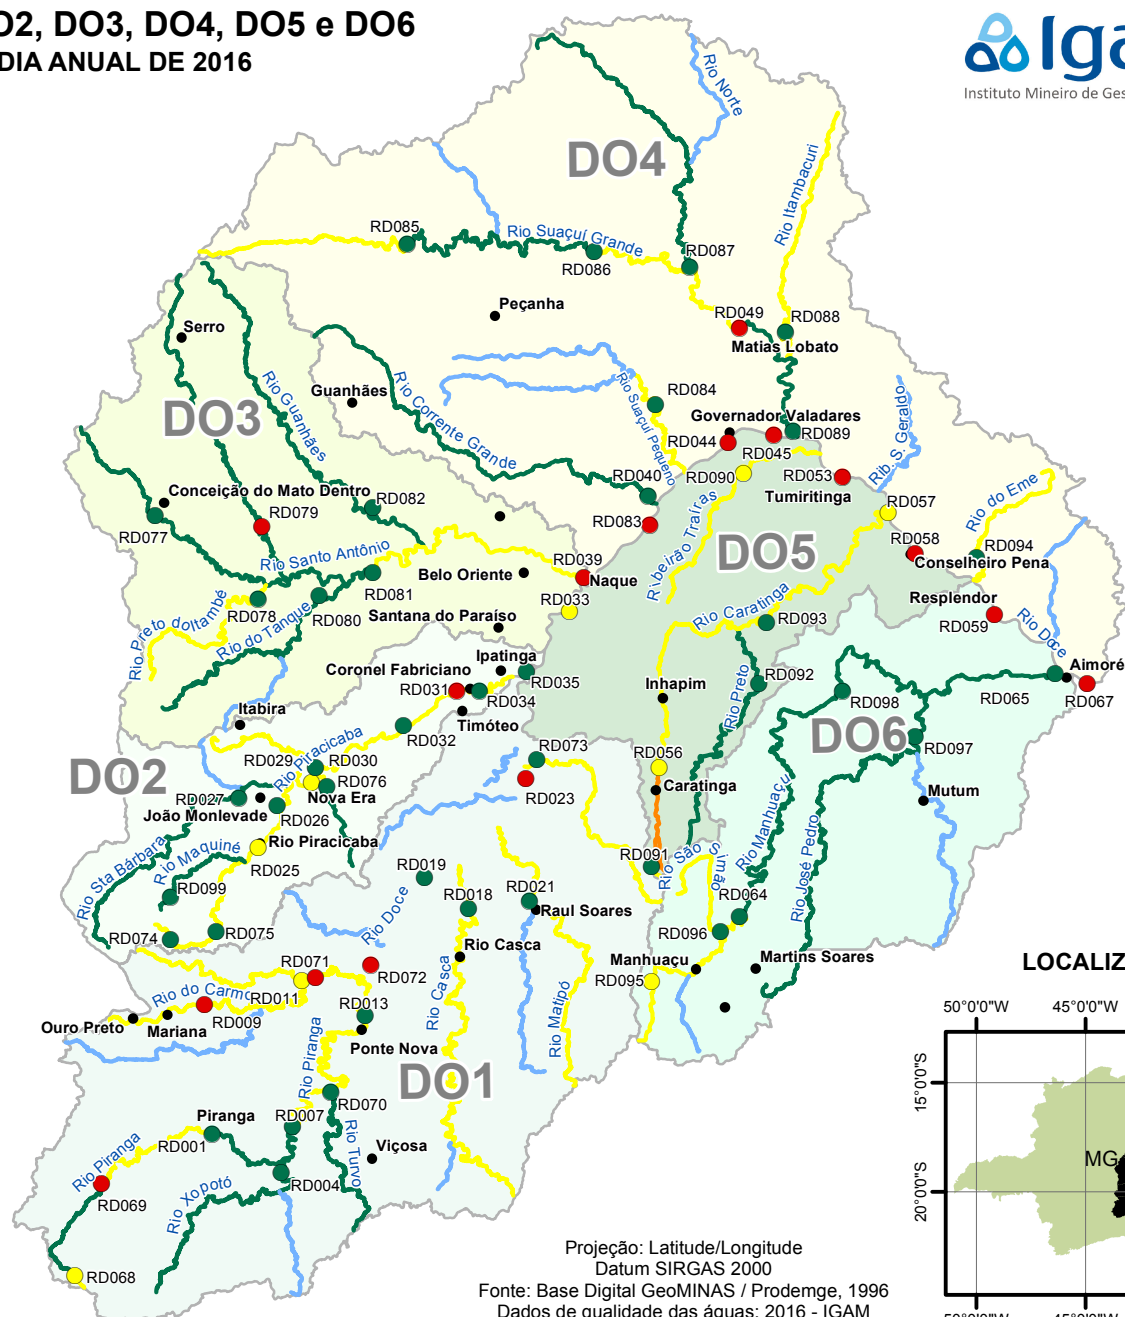 DO2, DO3, DO4, DO5 e DO6
DIA ANUAL DE 2016
Instituto Mineiro de Ges
Rio Norte
DO4
Rio Itambacuri
RD085
Rio Suaçuí Grande
RD087
RD086
Peçanha
RD049
RD088
Matias Lobato
Serro
Guanhães
Rio Guanhães
Rio Corrente Grande
Rio Suaçuí Pequeno
RD084
DO3
Governador Valadares
RD044
RD089
RD045
Rib. S. Geraldo
RD040
RD090
RD053
Tumiritinga
Conceição do Mato Dentro
RD082
RD079
RD077
RD083
Ribeirão Traíras
RD057
Rio do Eme
DO5
RD058
RD094
Conselheiro Pena
Rio Santo Antônio
RD039
Naque
Belo Oriente
RD081
RD033
Resplendor
RD059
Rio Doce
Rio Preto do Itambé
RD078
RD080
Rio do Tanque
Santana do Paraíso
Rio Caratinga
RD093
Ipatinga
Coronel Fabriciano
RD031
RD035
RD034
Timóteo
Inhapim
Rio Preto
RD092
RD098
RD065
Aimoré
RD067
Itabira
RD032
DO6
RD097
DO2
RD029
RD030
Rio Piracicaba
RD076
RD073
RD056
RD023
Caratinga
Mutum
RD027
Nova Era
João Monlevade
RD026
Rio Piracicaba
Rio Sta Bárbara
Rio Maquiné
RD025
RD091
Rio São Simão
Rio Manhuaçu
Rio José Pedro
RD099
RD019
RD018
RD021
Raul Soares
RD064
RD074
RD075
Rio Doce
Rio Casca
RD096
Manhuaçu
Martins Soares
RD071
RD072
RD095
LOCALIZ
Rio do Carmo
RD011
RD013
RD009
Ouro Preto
Mariana
Ponte Nova
Rio Casca
Rio Matipó
Rio Piranga
DO1
RD070
Piranga
RD007
RD001
Rio Turvo
Viçosa
Rio Piranga
RD004
RD069
Rio Xopotó
RD068
50°0'0"W
45°0'0"W
15°0'0"S
MG
20°0'0"S
Projeção: Latitude/Longitude
Datum SIRGAS 2000
Fonte: Base Digital GeoMINAS / Prodemge, 1996
Dados de qualidade das águas: 2016 - IGAM